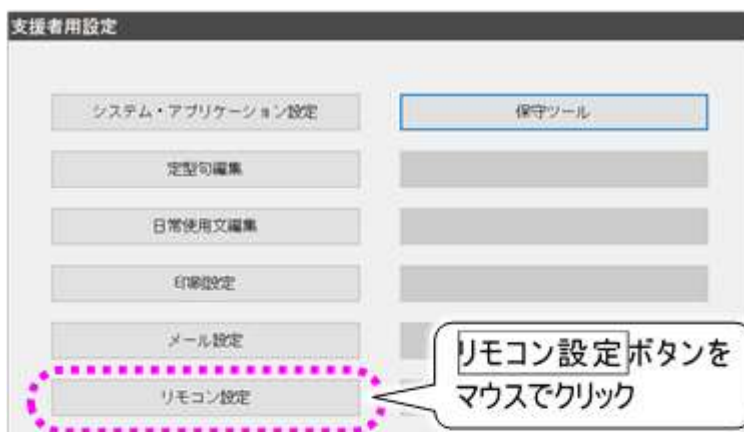 支援者用設定
システム・アプリケーション設定
保守ツール
定型句編集
日常使用文編集
印刷設定
メール設定
リモコン設定
リモコン設定ボタンを
マウスでクリック